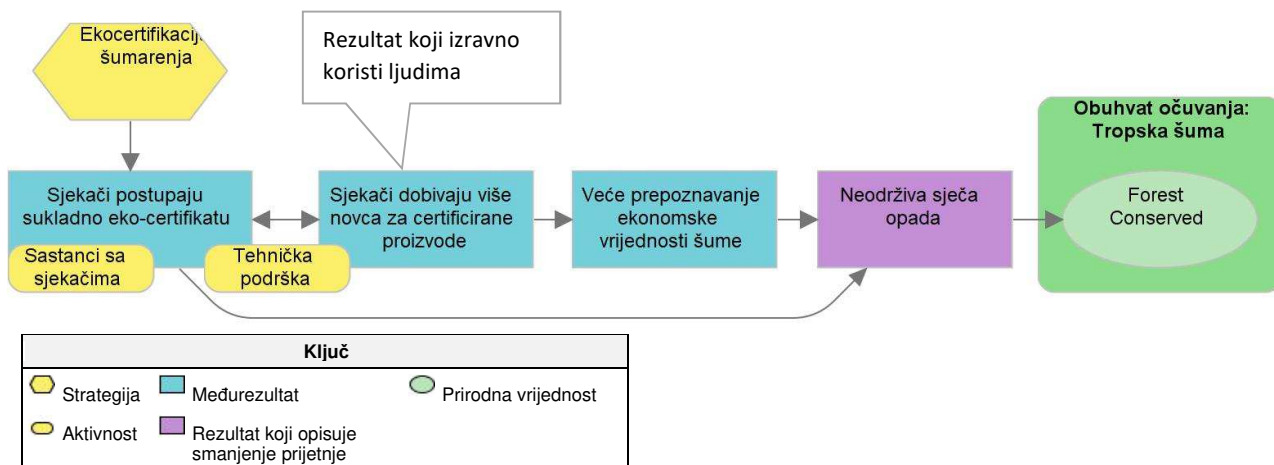 Ekocertifikacij
šumarenja
Rezultat koji izravno
koristi ljudima
Obuhvat očuvanja:
Tropska šuma
Sjekači postupaju
sukladno eko-certifikatu
Sjekači dobivaju više
novca za certificirane
proizvode
Veće prepoznavanje
ekonomske
vrijednosti šume
Neodrživa sječa
opada
Forest
Conserved
Sastanci sa
sjekačima
Tehnička
podrška
Ključ
Strategija
Međurezultat
Prirodna vrijednost
Aktivnost
Rezultat koji opisuje
smanjenje prijetnje